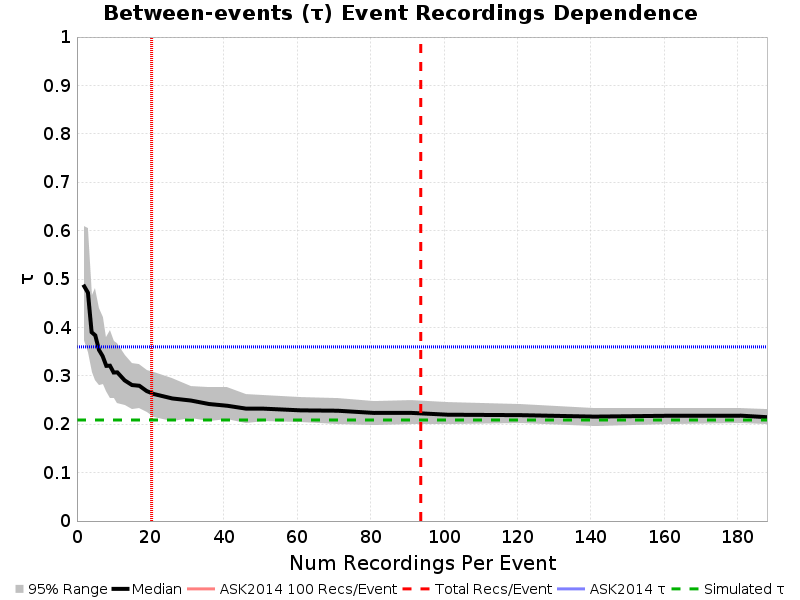 Between-events (τ) Event Recordings Dependence
1
0.9
0.8
0.7
0.6
0.5
0.4
0.3
0.2
0.1
0
τ
0 20 40 60 80 100 120 140 160 180
Num Recordings Per Event
95% Range Median ASK2014 100 Recs/Event Total Recs/Event ASK2014 τ Simulated τ